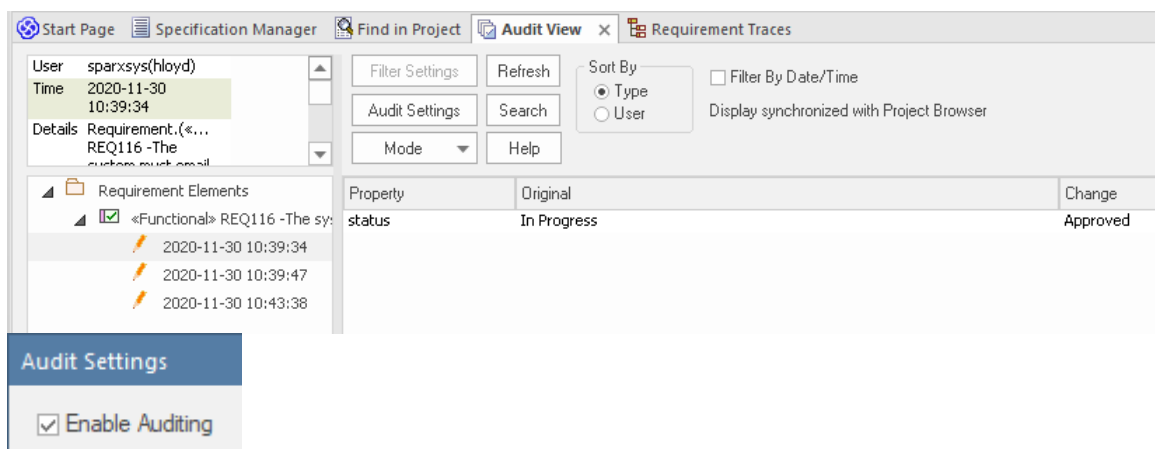 Start Page Specification Manager Find in Project Audit View × Requirement Traces
User sparxsys(hloyd)
Time 2020-11-30
10:39:34
Details Requirement.(«...
REQ116 -The
custom must email
Filter Settings Refresh
Audit Settings Search
Mode Help
Sort By
Type
User
Filter By Date/Time
Display synchronized with Project Browser
Requirement Elements
«Functional» REQ116 -The sy
2020-11-30 10:39:34
2020-11-30 10:39:47
2020-11-30 10:43:38
Property Original Change
status In Progress Approved
Audit Settings
Enable Auditing